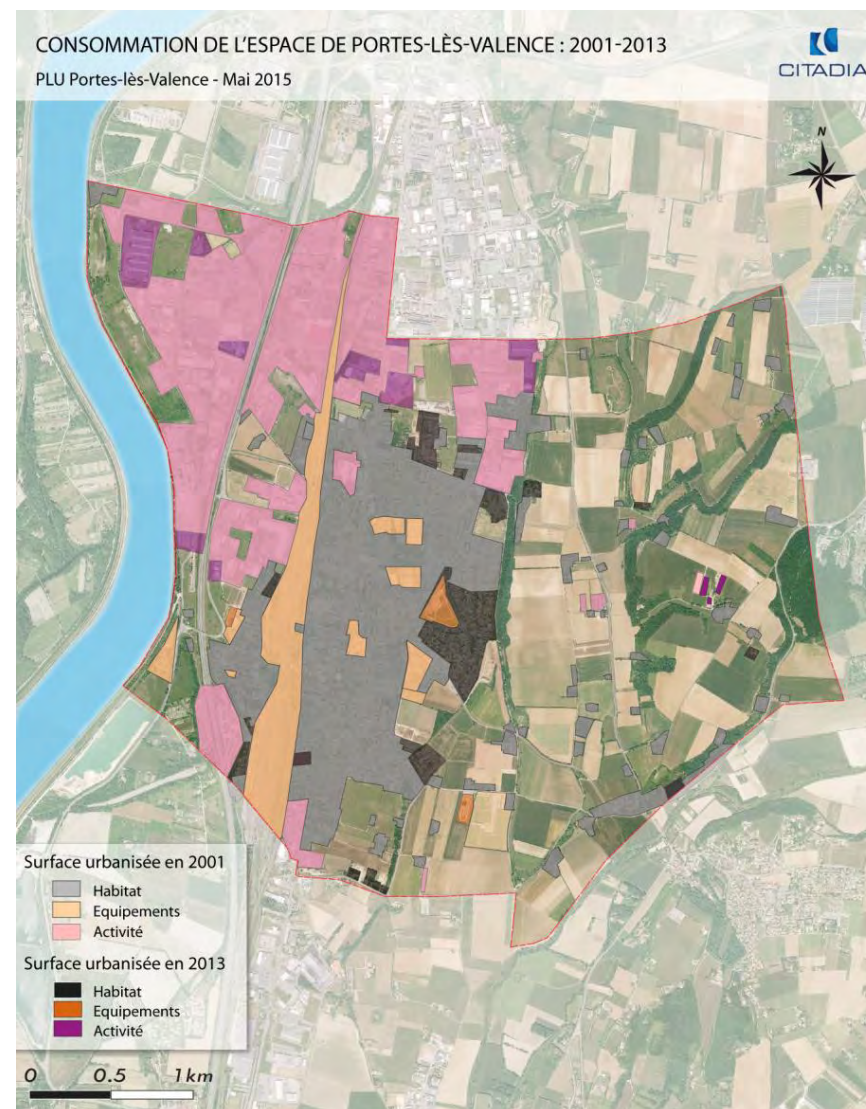 CONSOMMATION DE L'ESPACE DE PORTES-LÈS-VALENCE : 2001-2013
PLU Portes-lès-Valence - Mai 2015
CITADIA
N
Surface urbanisée en 2001
Habitat
Equipements
Activité
Surface urbanisée en 2013
Habitat
Equipements
Activité
0 0.5 1 km